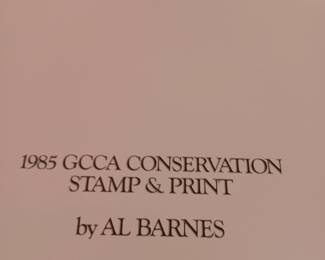 1985 GCCA CONSERVATION
STAMP & PRINT
by AL BARNES